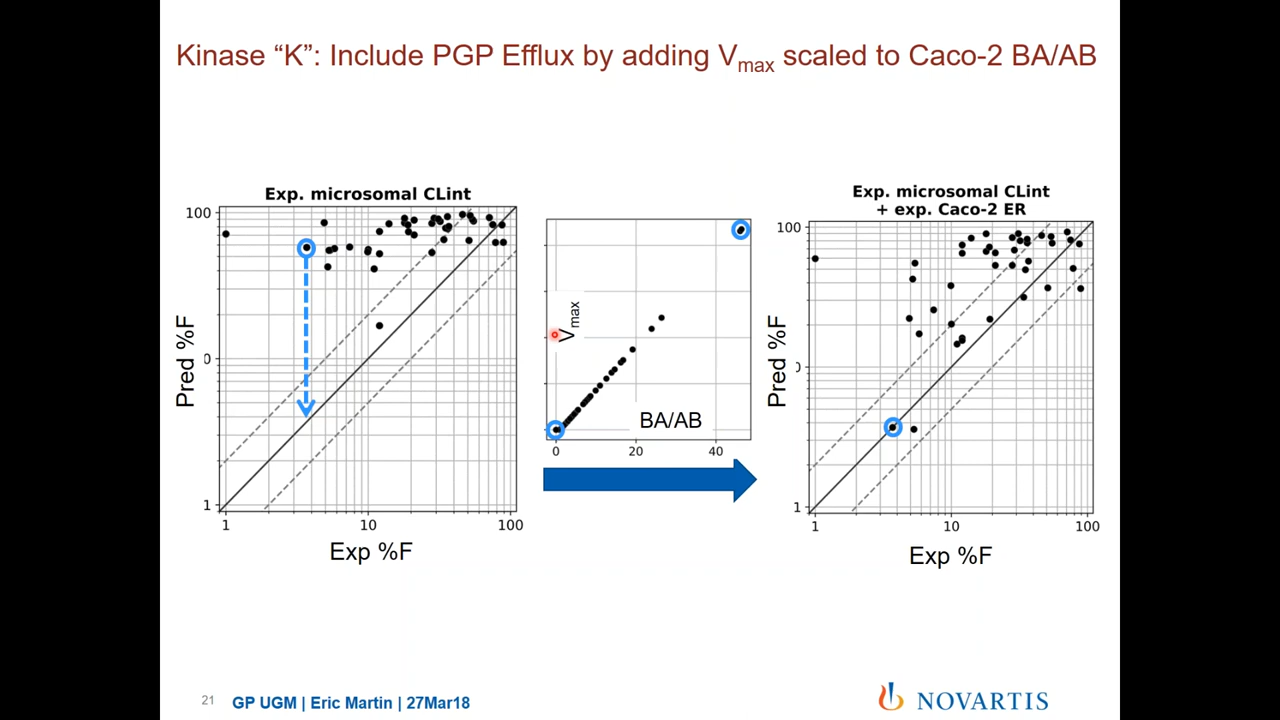 Kinase “K”: Include PGP Efflux by adding Vmax scaled to Caco-2 BA/AB
Exp. microsomal CLint
100
0
1
Pred %F
1
10
100
Exp %F
Vmax
BA/AB
0
20
40
Exp. microsomal CLint
+ exp. Caco-2 ER
100
1
Pred %F
1
10
100
Exp %F
21
GP UGM | Eric Martin | 27Mar18
NOVARTIS